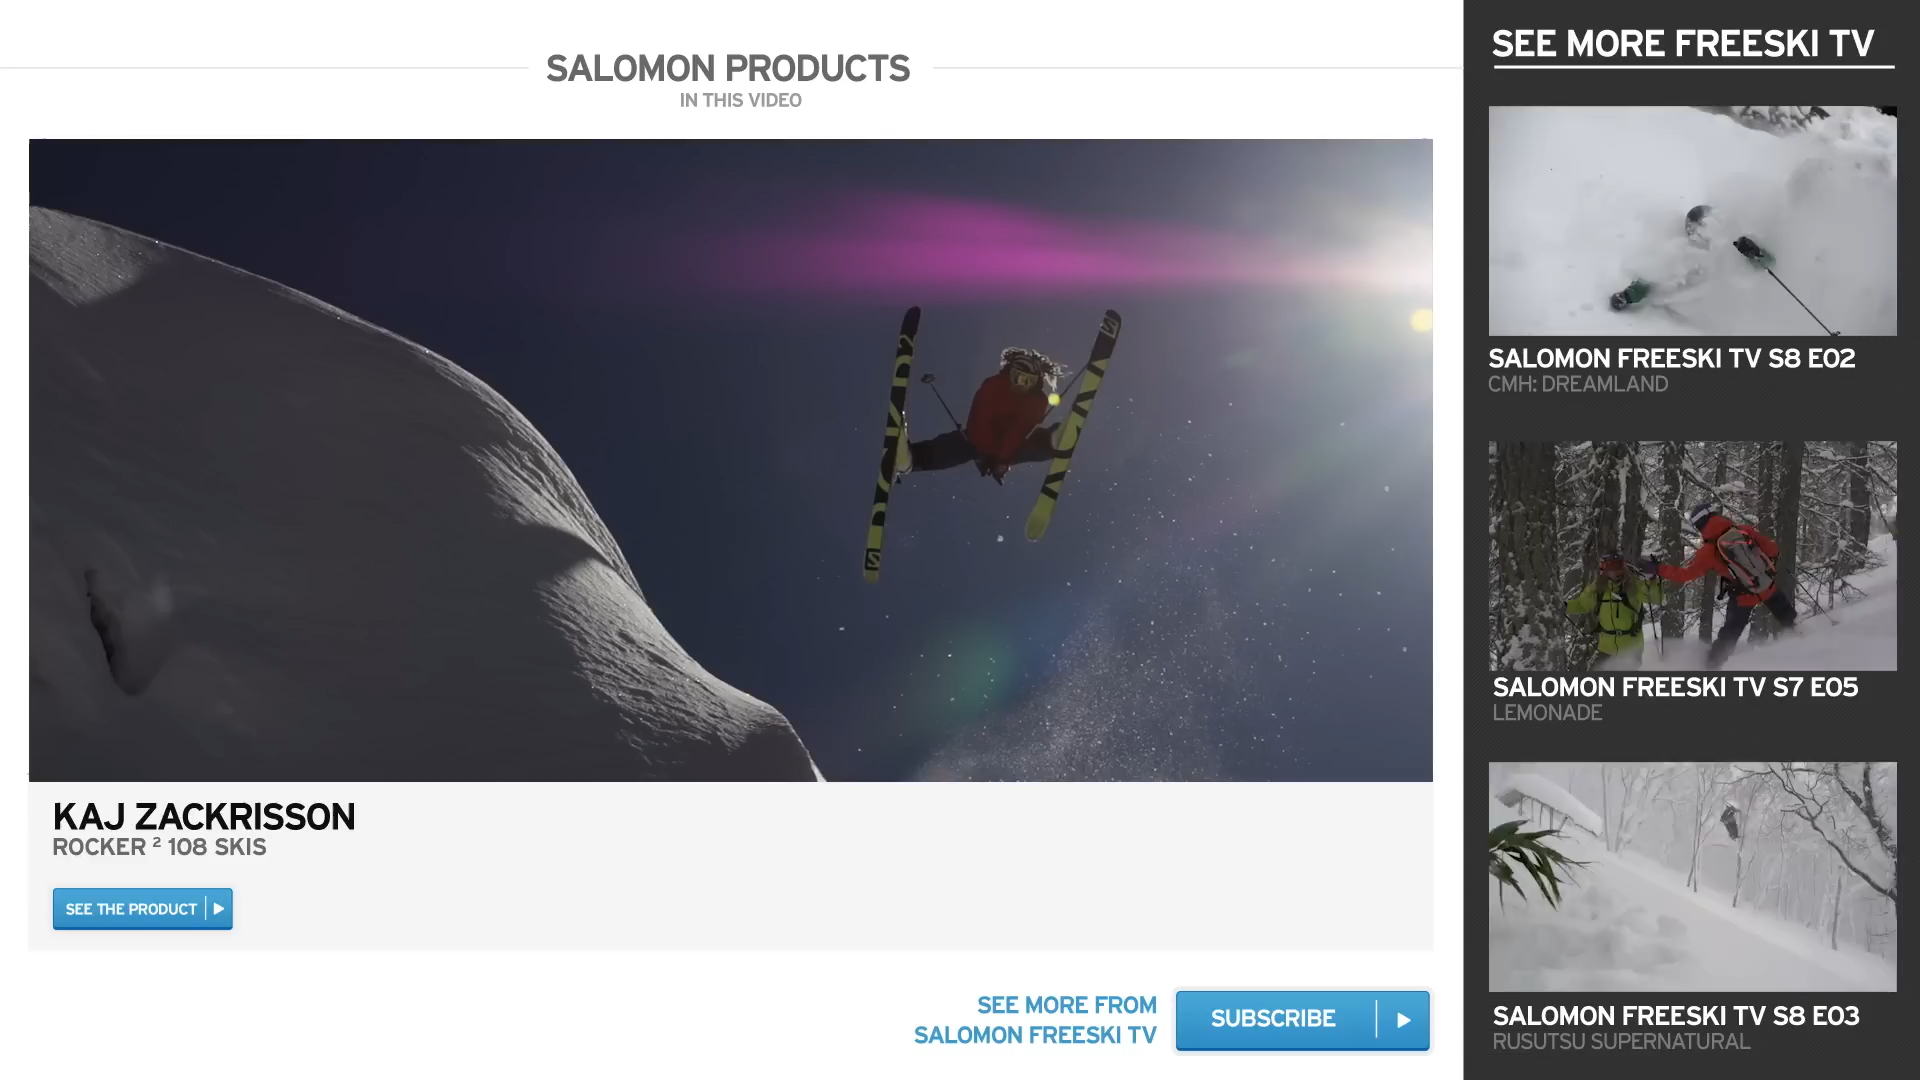 SALOMON PRODUCTS
IN THIS VIDEO
KAJ ZACKRISSON
ROCKER ² 108 SKIS
SEE THE PRODUCT
SEE MORE FROM
SALOMON FREESKI TV
SUBSCRIBE
SEE MORE FREESKI TV
SALOMON FREESKI TV S8 E02
CMH: DREAMLAND
SALOMON FREESKI TV S7 E05
LEMONADE
SALOMON FREESKI TV S8 E03
RUSUTSU SUPERNATURAL